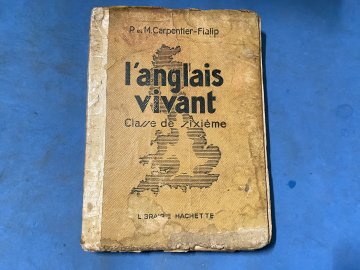 P. et M. Carpentier-Fialip
l'anglais
vivant
Classe de sixième
LIBRAIRIE HACHETTE